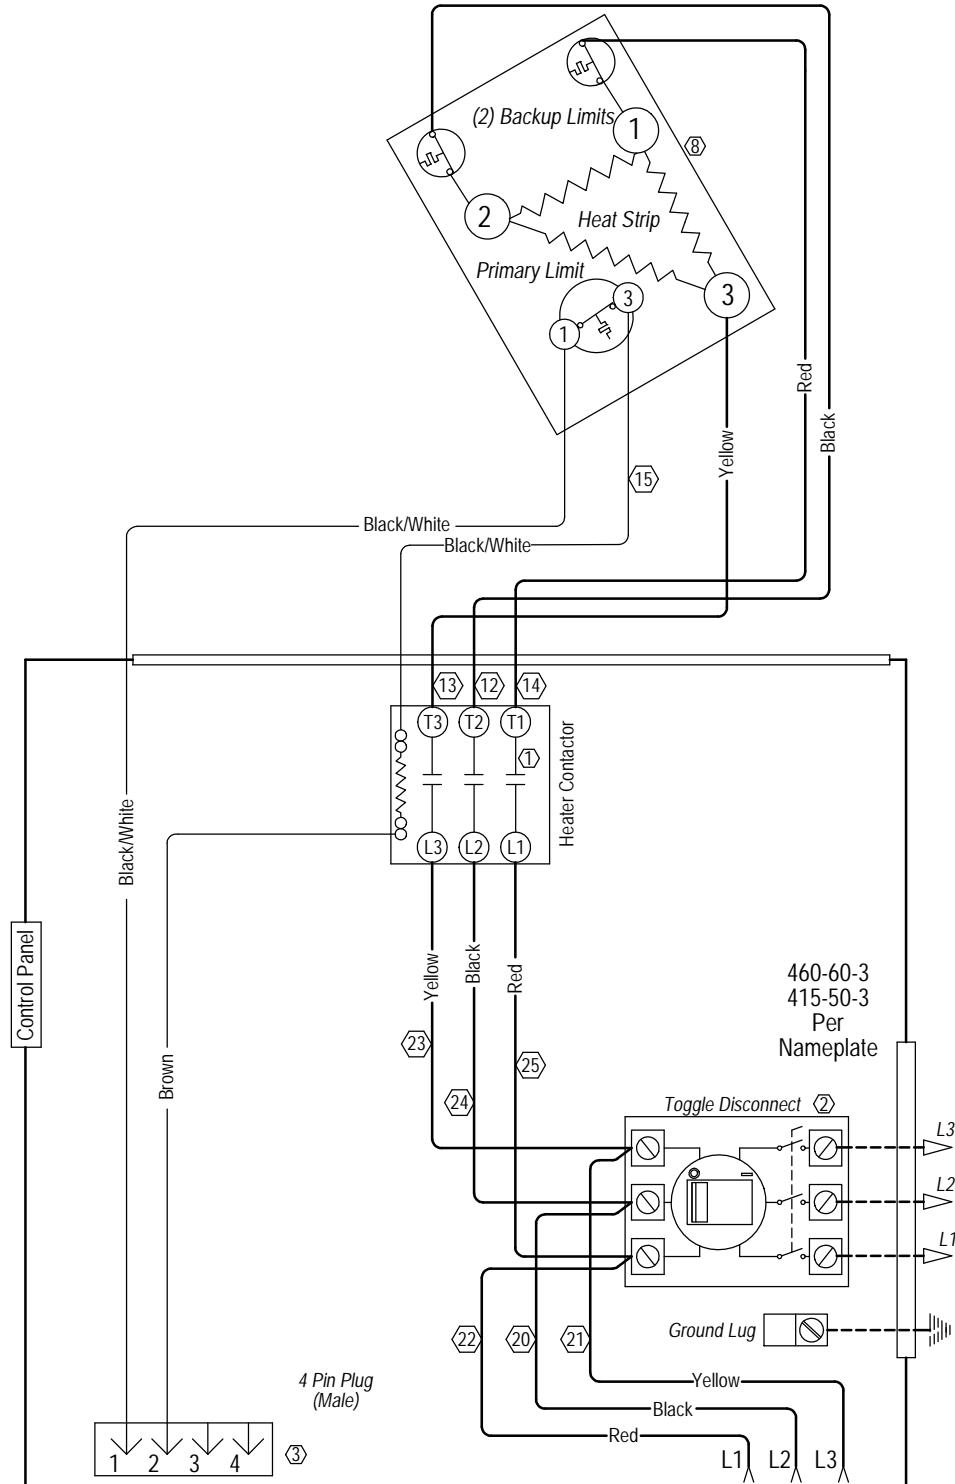 (2) Backup Limits
1
8
2
Heat Strip
Primary Limit
3
3
1
Red
Black
Yellow
15
Black/White
Black/White
13
12
14
T3
T2
T1
1
Heater Contactor
L3
L2
L1
Black/White
Control Panel
Yellow
Black
Red
460-60-3
415-50-3
Per
Nameplate
23
25
24
Brown
Toggle Disconnect
2
L3
L2
L1
22
20
21
Ground Lug
4 Pin Plug
(Male)
Yellow
Black
Red
1
2
3
4
3
L1
L2
L3